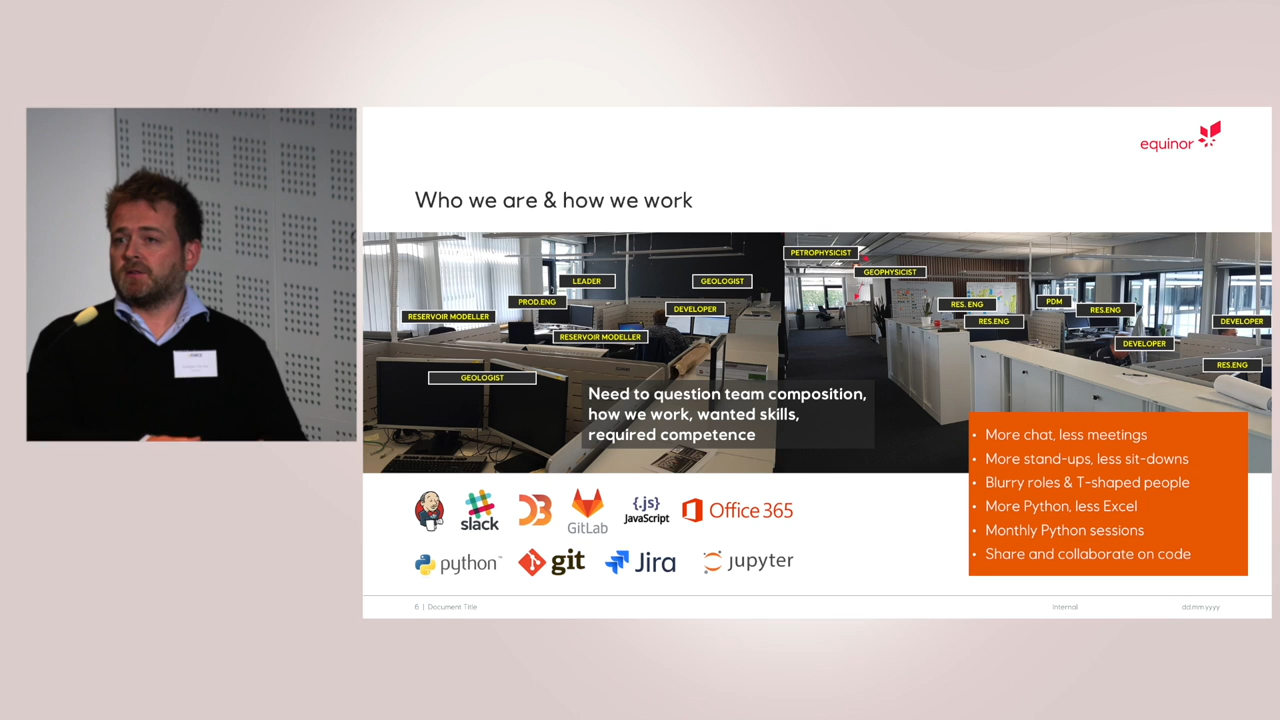 equinor
Who we are & how we work
PETROPHYSICIST
GEOPHYSICIST
LEADER
GEOLOGIST
PROD.ENG
DEVELOPER
RESERVOIR MODELLER
RESERVOIR MODELLER
RES. ENG
PDM
RES.ENG
RES.ENG
DEVELOPER
DEVELOPER
RES.ENG
GEOLOGIST
Need to question team composition,
how we work, wanted skills,
required competence
• More chat, less meetings
• More stand-ups, less sit-downs
• Blurry roles & T-shaped people
• More Python, less Excel
• Monthly Python sessions
• Share and collaborate on code
slack
GitLab
{.js}
JavaScript
Office 365
python™
git
Jira
jupyter
6 | Document Title
internal
dd.mm.yyyy